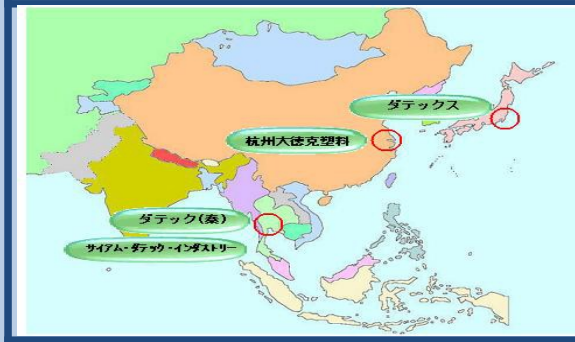 ダテックス
杭州大徳克塑料
ダテック(泰)
サイアム・ダテック・インダストリー